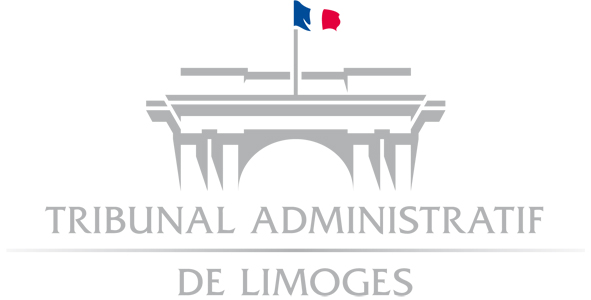 TRIBUNAL ADMINISTRATIF
DE LIMOGES